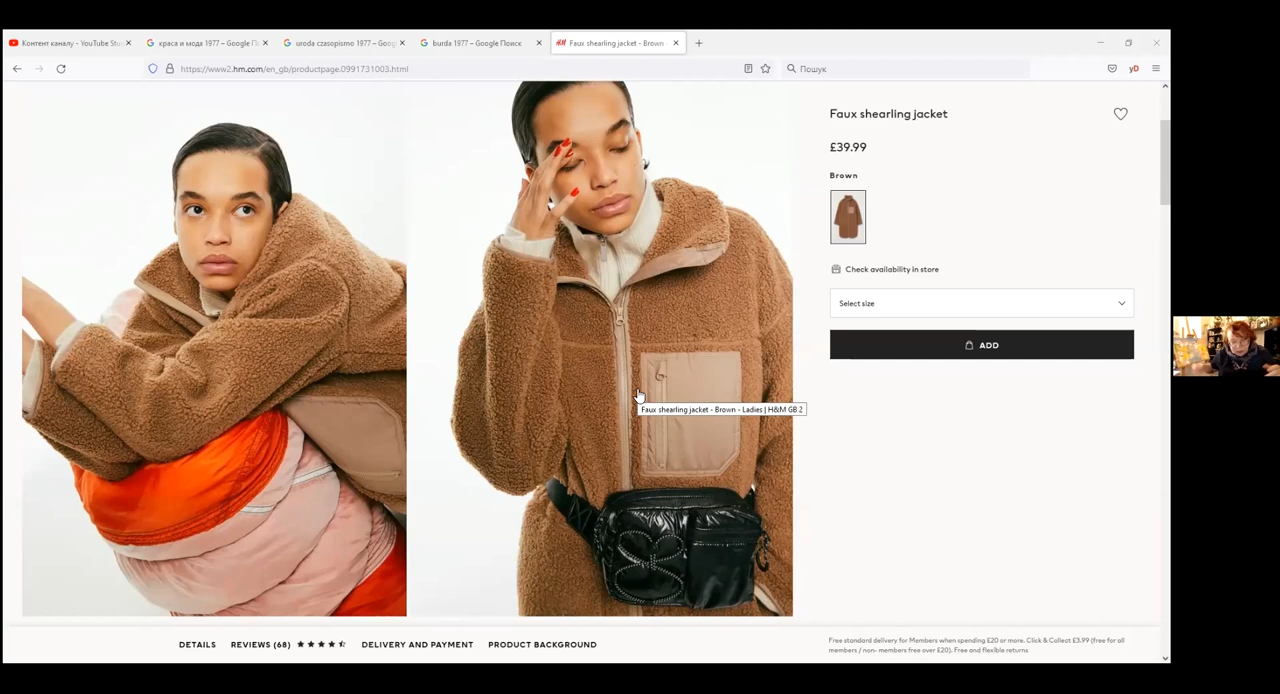 Контент каналу - YouTube Stu
краса и мода 1977 – Google П
uroda czasopismo 1977 – Goog
burda 1977 – Google Поиск
H&M Faux shearling jacket - Brown -
https://www2.hm.com/en_gb/productpage.0991731003.html
Пошук
yD
Faux shearling jacket
£39.99
Brown
Check availability in store
Select size
ADD
Faux shearling jacket - Brown - Ladies | H&M GB 2
DETAILS REVIEWS (68) DELIVERY AND PAYMENT PRODUCT BACKGROUND
Free standard delivery for Members when spending £20 or more. Click & Collect £3.99 (free for all
members / non- members free over £20). Free and flexible returns